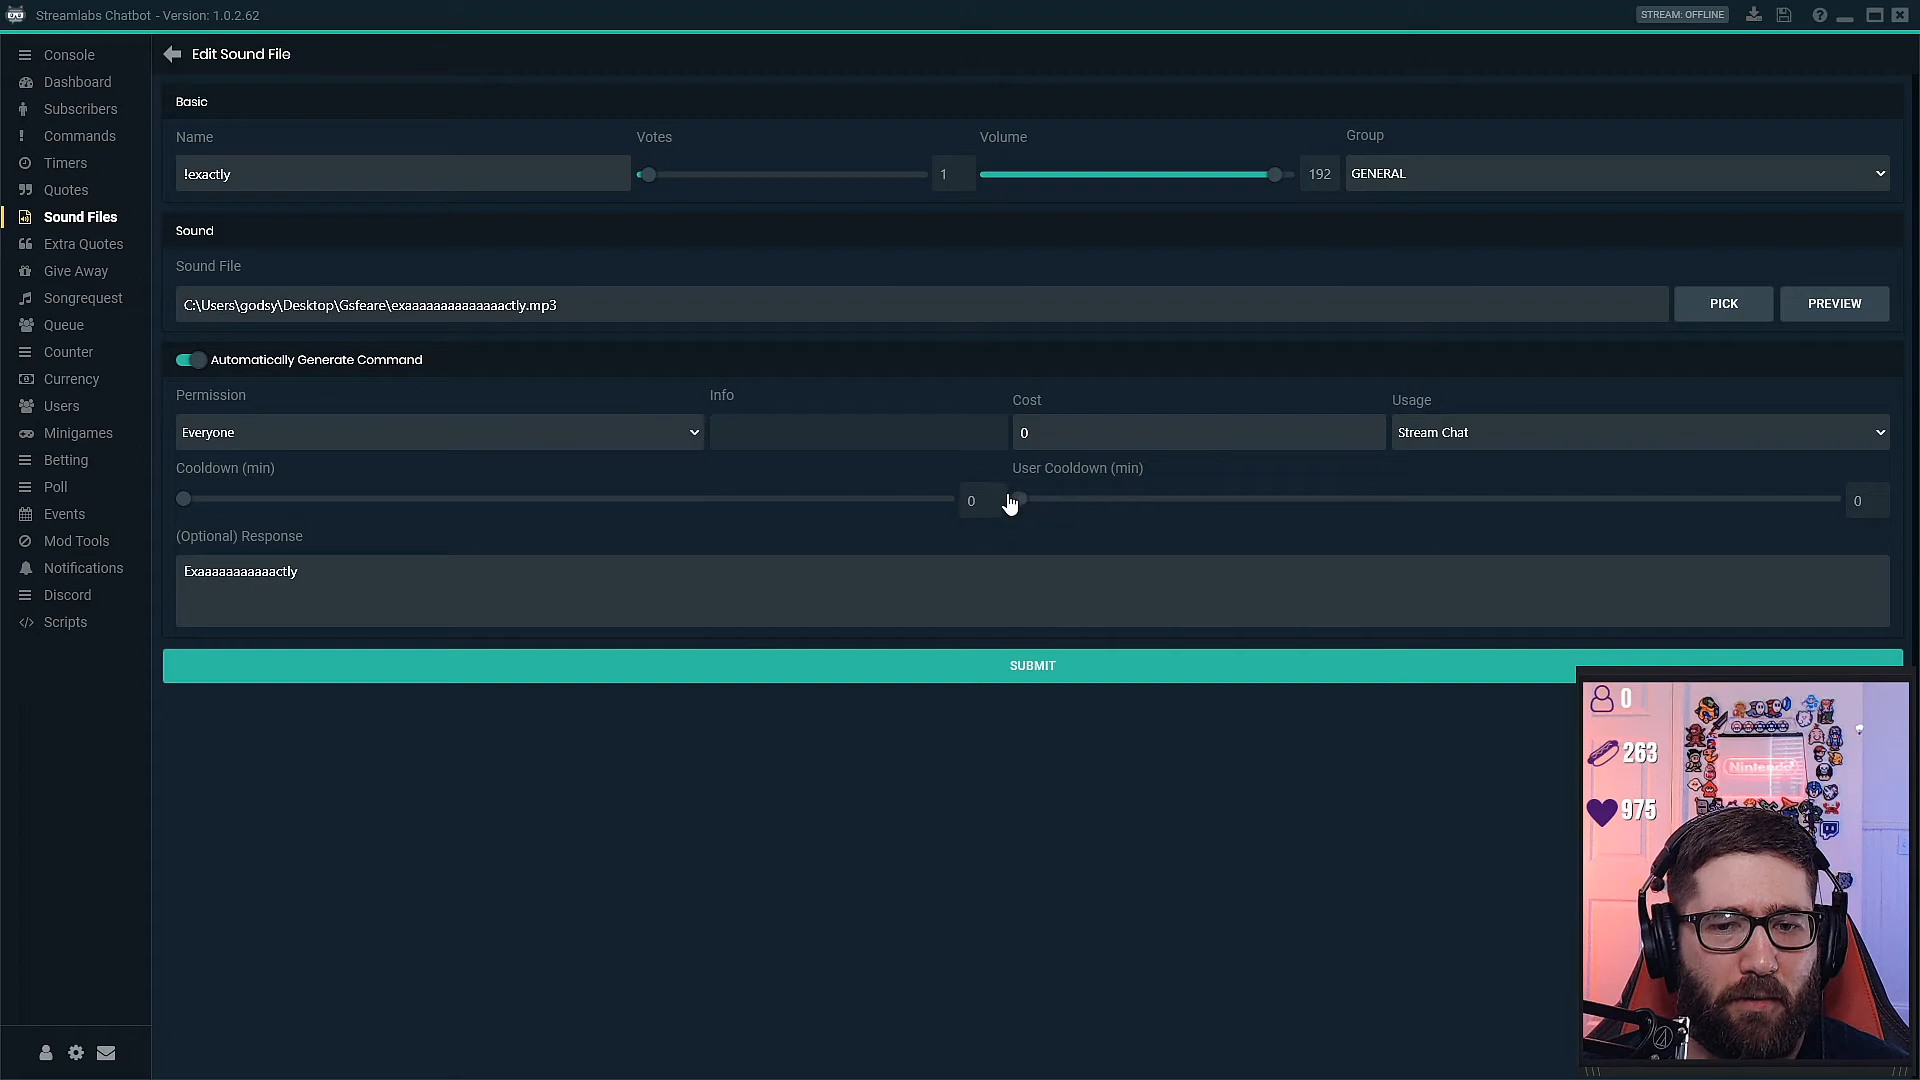 Streamlabs Chatbot - Version: 1.0.2.62
STREAM: OFFLINE
Console
Dashboard
Subscribers
Commands
Timers
Quotes
Sound Files
Extra Quotes
Give Away
Songrequest
Queue
Counter
Currency
Users
Minigames
Betting
Poll
Events
Mod Tools
Notifications
Discord
Scripts
Edit Sound File
Basic
Name
Votes
Volume
Group
!exactly
1
192
GENERAL
Sound
Sound File
C:\Users\godsy\Desktop\Gsfeare\exaaaaaaaaaaaaaactly.mp3
PICK
PREVIEW
Automatically Generate Command
Permission
Info
Cost
Usage
Everyone
0
Stream Chat
Cooldown (min)
User Cooldown (min)
0
0
(Optional) Response
Exaaaaaaaaaaactly
SUBMIT
0
263
975
Nintendo